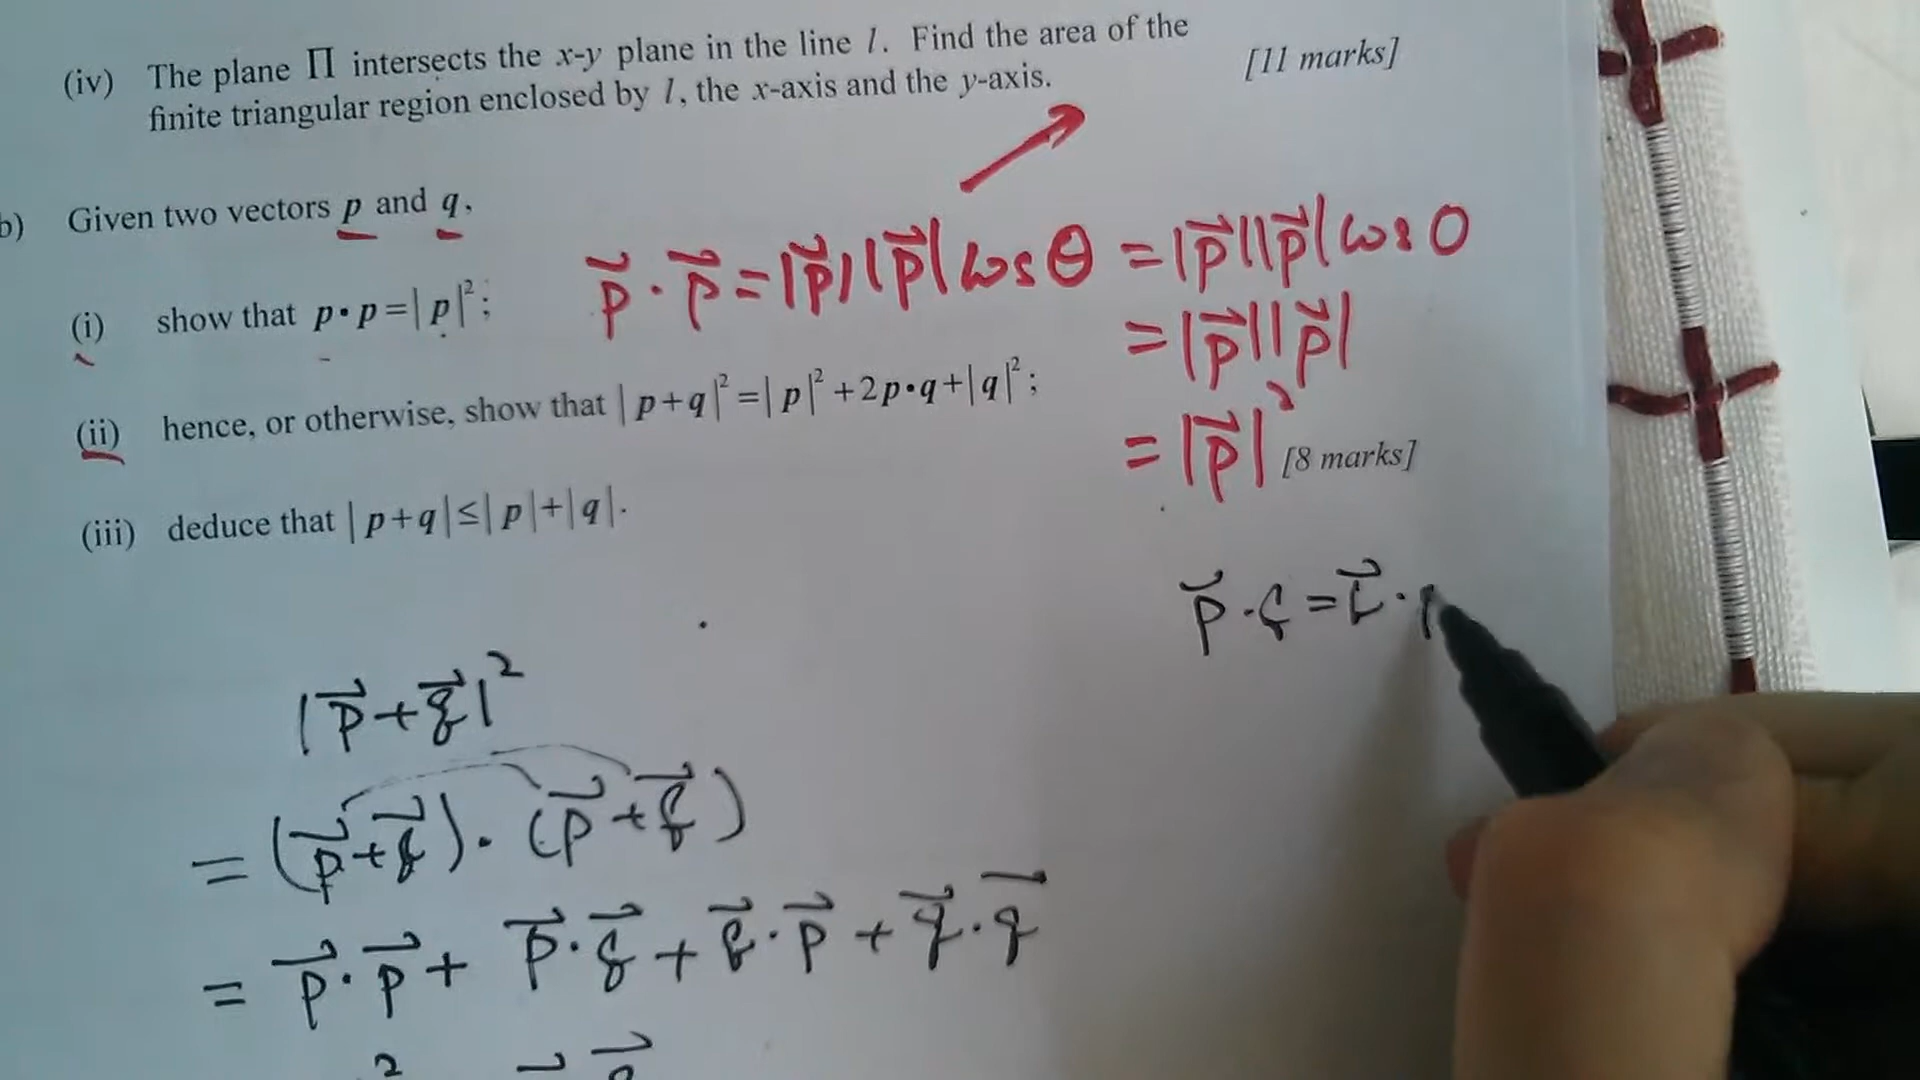 (iv) The plane Π intersects the x-y plane in the line l. Find the area of the
finite triangular region enclosed by l, the x-axis and the y-axis. [11 marks]
b) Given two vectors p and q,
p⃗ · p⃗ = |p⃗| |p⃗| cos θ = |p⃗||p⃗| cos 0
(i) show that p•p=|p|²;
= |p⃗||p⃗|
(ii) hence, or otherwise, show that |p+q|²=|p|²+2p•q+|q|²;
= |p⃗|²
[8 marks]
(iii) deduce that |p+q|≤|p|+|q|.
p⃗ · q = q⃗ ·
|p⃗+q⃗|²
= (p⃗+q⃗) · (p⃗+q⃗)
= p⃗·p⃗ + p⃗·q⃗ + q⃗·p⃗ + q⃗·q⃗
2